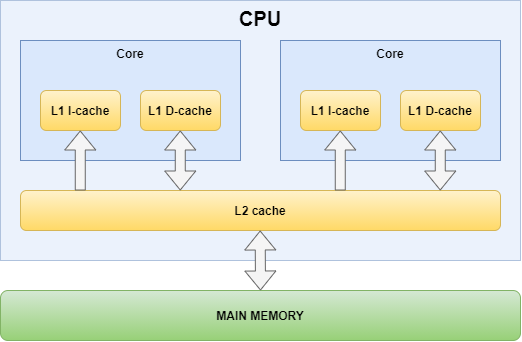 CPU
Core
Core
L1 I-cache
L1 D-cache
L1 I-cache
L1 D-cache
L2 cache
MAIN MEMORY